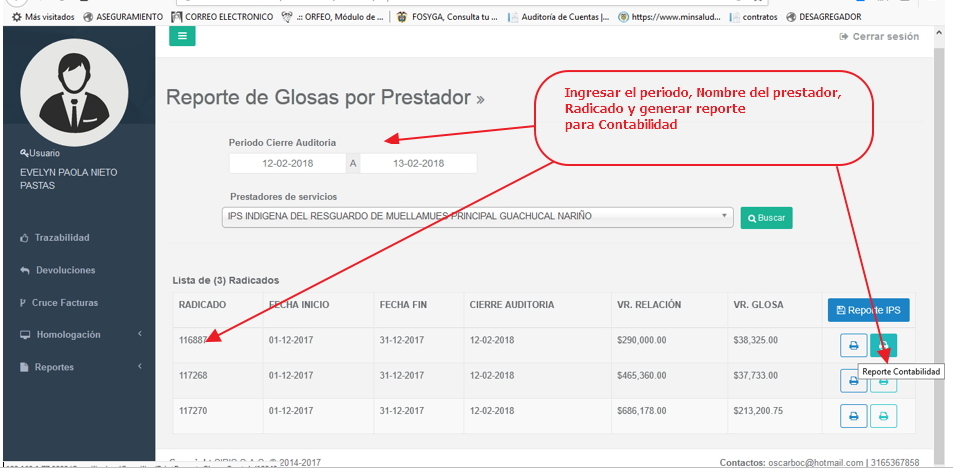 Más visitados ASEGURAMIENTO CORREO ELECTRONICO .:: ORFEO, Módulo de ... FOSYGA, Consulta tu ... Auditoría de Cuentas |... https://www.minsalud... contratos DESAGREGADOR
Cerrar sesión
Reporte de Glosas por Prestador »
Ingresar el periodo, Nombre del prestador,
Radicado y generar reporte
para Contabilidad
Usuario
EVELYN PAOLA NIETO
PASTAS
Periodo Cierre Auditoria
12-02-2018 A 13-02-2018
Prestadores de servicios
IPS INDIGENA DEL RESGUARDO DE MUELLAMUES PRINCIPAL GUACHUCAL NARIÑO
Buscar
Trazabilidad
Devoluciones
Cruce Facturas
Homologación
Reportes
Lista de (3) Radicados
RADICADO FECHA INICIO FECHA FIN CIERRE AUDITORIA VR. RELACIÓN VR. GLOSA Reporte IPS
116887 01-12-2017 31-12-2017 12-02-2018 $290,000.00 $38,325.00
Reporte Contabilidad
117268 01-12-2017 31-12-2017 12-02-2018 $465,360.00 $37,733.00
117270 01-12-2017 31-12-2017 12-02-2018 $686,178.00 $213,200.75
© 2014-2017
Contactos: oscarboc@hotmail.com | 3165367858